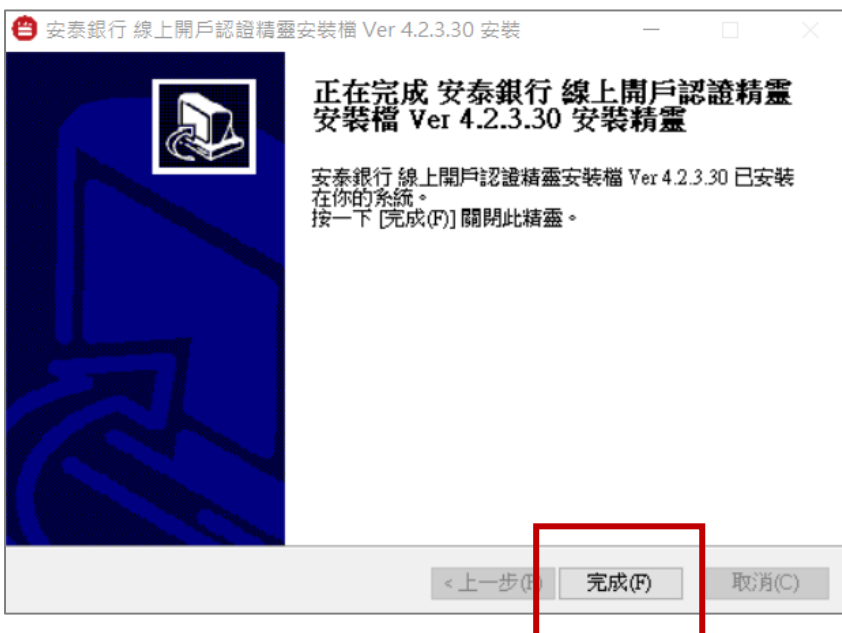 安泰銀行 線上開戶認證精靈安裝檔 Ver 4.2.3.30 安裝
正在完成 安泰銀行 線上開戶認證精靈
安裝檔 Ver 4.2.3.30 安裝精靈
安泰銀行 線上開戶認證精靈安裝檔 Ver 4.2.3.30 已安裝
在你的系統。
按一下 [完成(F)] 關閉此精靈。
<上一步(B
完成(F)
取消(C)